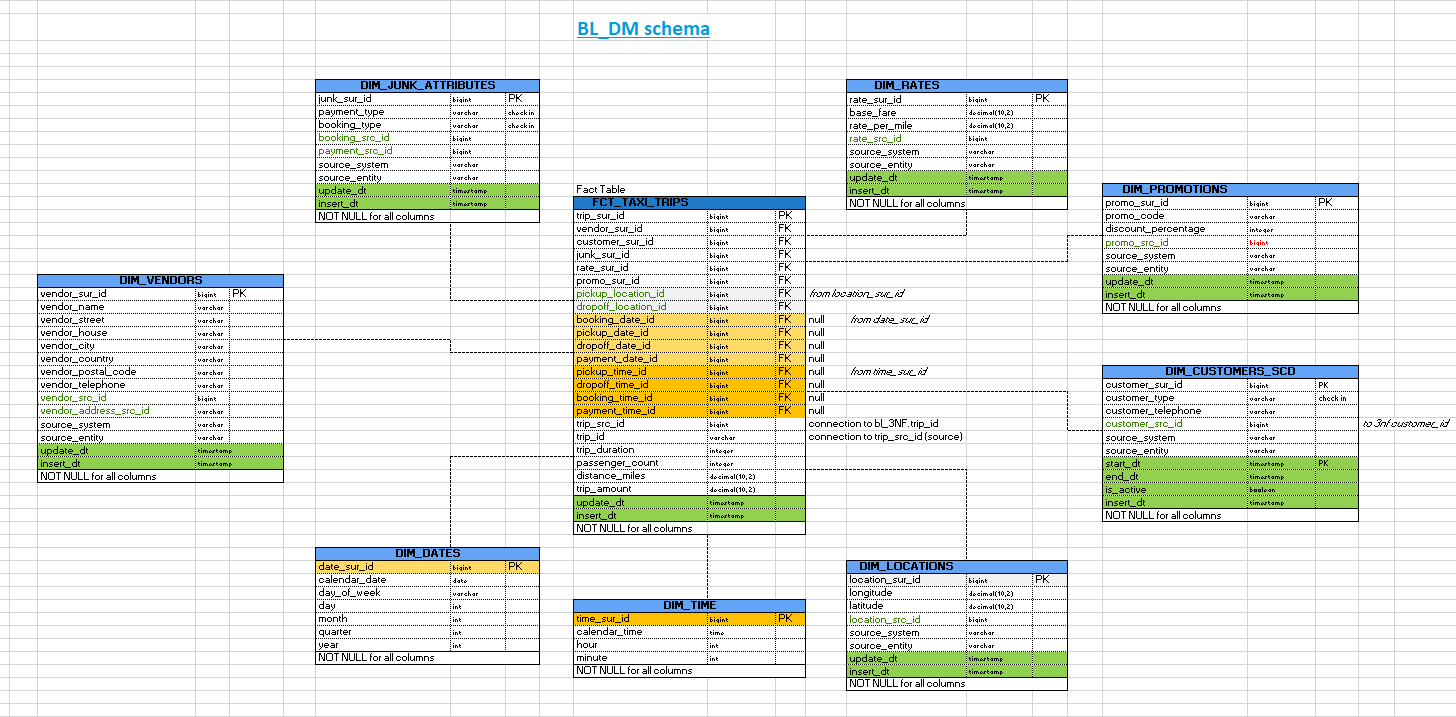 BL_DM schema
DIM_JUNK_ATTRIBUTES
junk_sur_id bigint PK
payment_type varchar check in
booking_type varchar check in
booking_src_id bigint
payment_src_id bigint
source_system varchar
source_entity varchar
update_dt timestamp
insert_dt timestamp
NOT NULL for all columns
DIM_RATES
rate_sur_id bigint PK
base_fare decimal(10,2)
rate_per_mile decimal(10,2)
rate_src_id bigint
source_system varchar
source_entity varchar
update_dt timestamp
insert_dt timestamp
NOT NULL for all columns
DIM_PROMOTIONS
promo_sur_id bigint PK
promo_code varchar
discount_percentage integer
promo_src_id bigint
source_system varchar
source_entity varchar
update_dt timestamp
insert_dt timestamp
NOT NULL for all columns
Fact Table
FCT_TAXI_TRIPS
trip_sur_id bigint PK
vendor_sur_id bigint FK
customer_sur_id bigint FK
junk_sur_id bigint FK
rate_sur_id bigint FK
promo_sur_id bigint FK
pickup_location_id bigint FK from location_sur_id
dropoff_location_id bigint FK
booking_date_id bigint FK null from date_sur_id
pickup_date_id bigint FK null
dropoff_date_id bigint FK null
payment_date_id bigint FK null
pickup_time_id bigint FK null from time_sur_id
dropoff_time_id bigint FK null
booking_time_id bigint FK null
payment_time_id bigint FK null
trip_src_id bigint connection to bl_3NF.trip_id
trip_id varchar connection to trip_src_id (source)
trip_duration integer
passenger_count integer
distance_miles decimal(10,2)
trip_amount decimal(10,2)
update_dt timestamp
insert_dt timestamp
NOT NULL for all columns
DIM_VENDORS
vendor_sur_id bigint PK
vendor_name varchar
vendor_street varchar
vendor_house varchar
vendor_city varchar
vendor_country varchar
vendor_postal_code varchar
vendor_telephone varchar
vendor_src_id bigint
vendor_address_src_id varchar
source_system varchar
source_entity varchar
update_dt timestamp
insert_dt timestamp
NOT NULL for all columns
DIM_CUSTOMERS_SCD
customer_sur_id bigint PK
customer_type varchar check in
customer_telephone varchar
customer_src_id bigint to 3nf customer_id
source_system varchar
source_entity varchar
start_dt timestamp PK
end_dt timestamp
is_active boolean
insert_dt timestamp
NOT NULL for all columns
DIM_DATES
date_sur_id bigint PK
calendar_date date
day_of_week varchar
day int
month int
quarter int
year int
NOT NULL for all columns
DIM_TIME
time_sur_id bigint PK
calendar_time time
hour int
minute int
NOT NULL for all columns
DIM_LOCATIONS
location_sur_id bigint PK
longitude decimal(10,2)
latitude decimal(10,2)
location_src_id bigint
source_system varchar
source_entity varchar
update_dt timestamp
insert_dt timestamp
NOT NULL for all columns